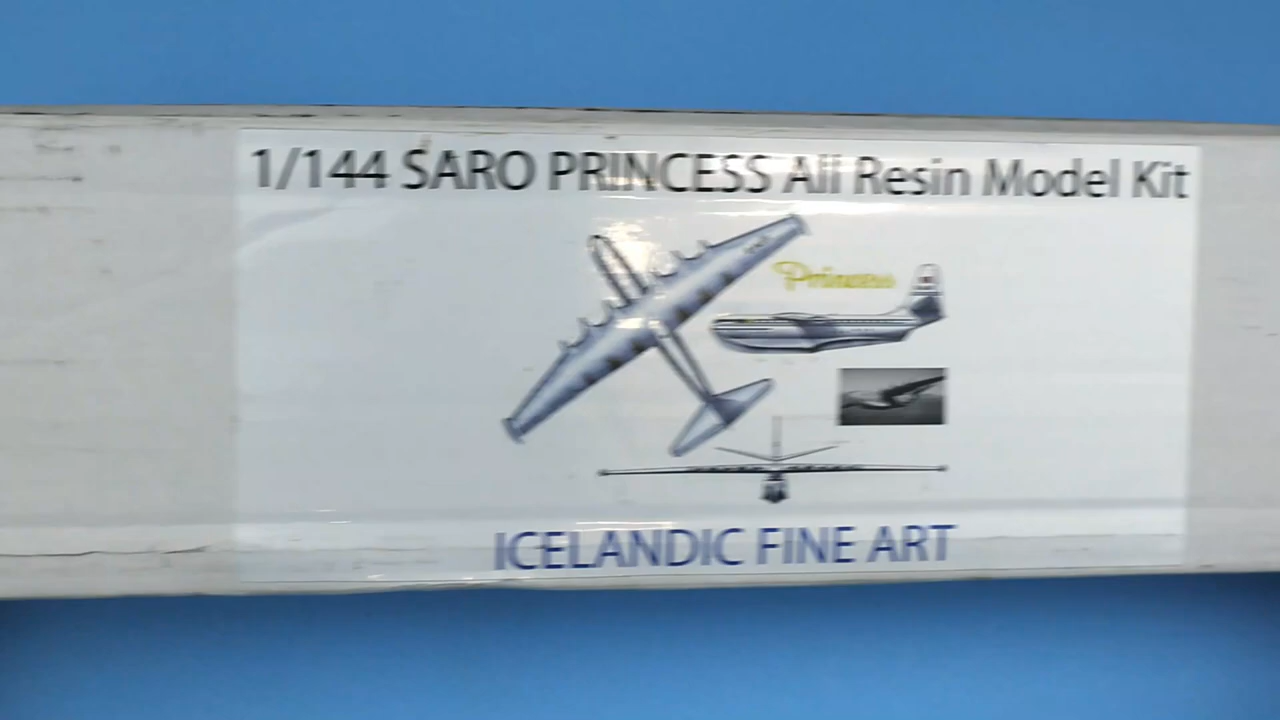 1/144 SARO PRINCESS All Resin Model Kit
Princess
ICELANDIC FINE ART